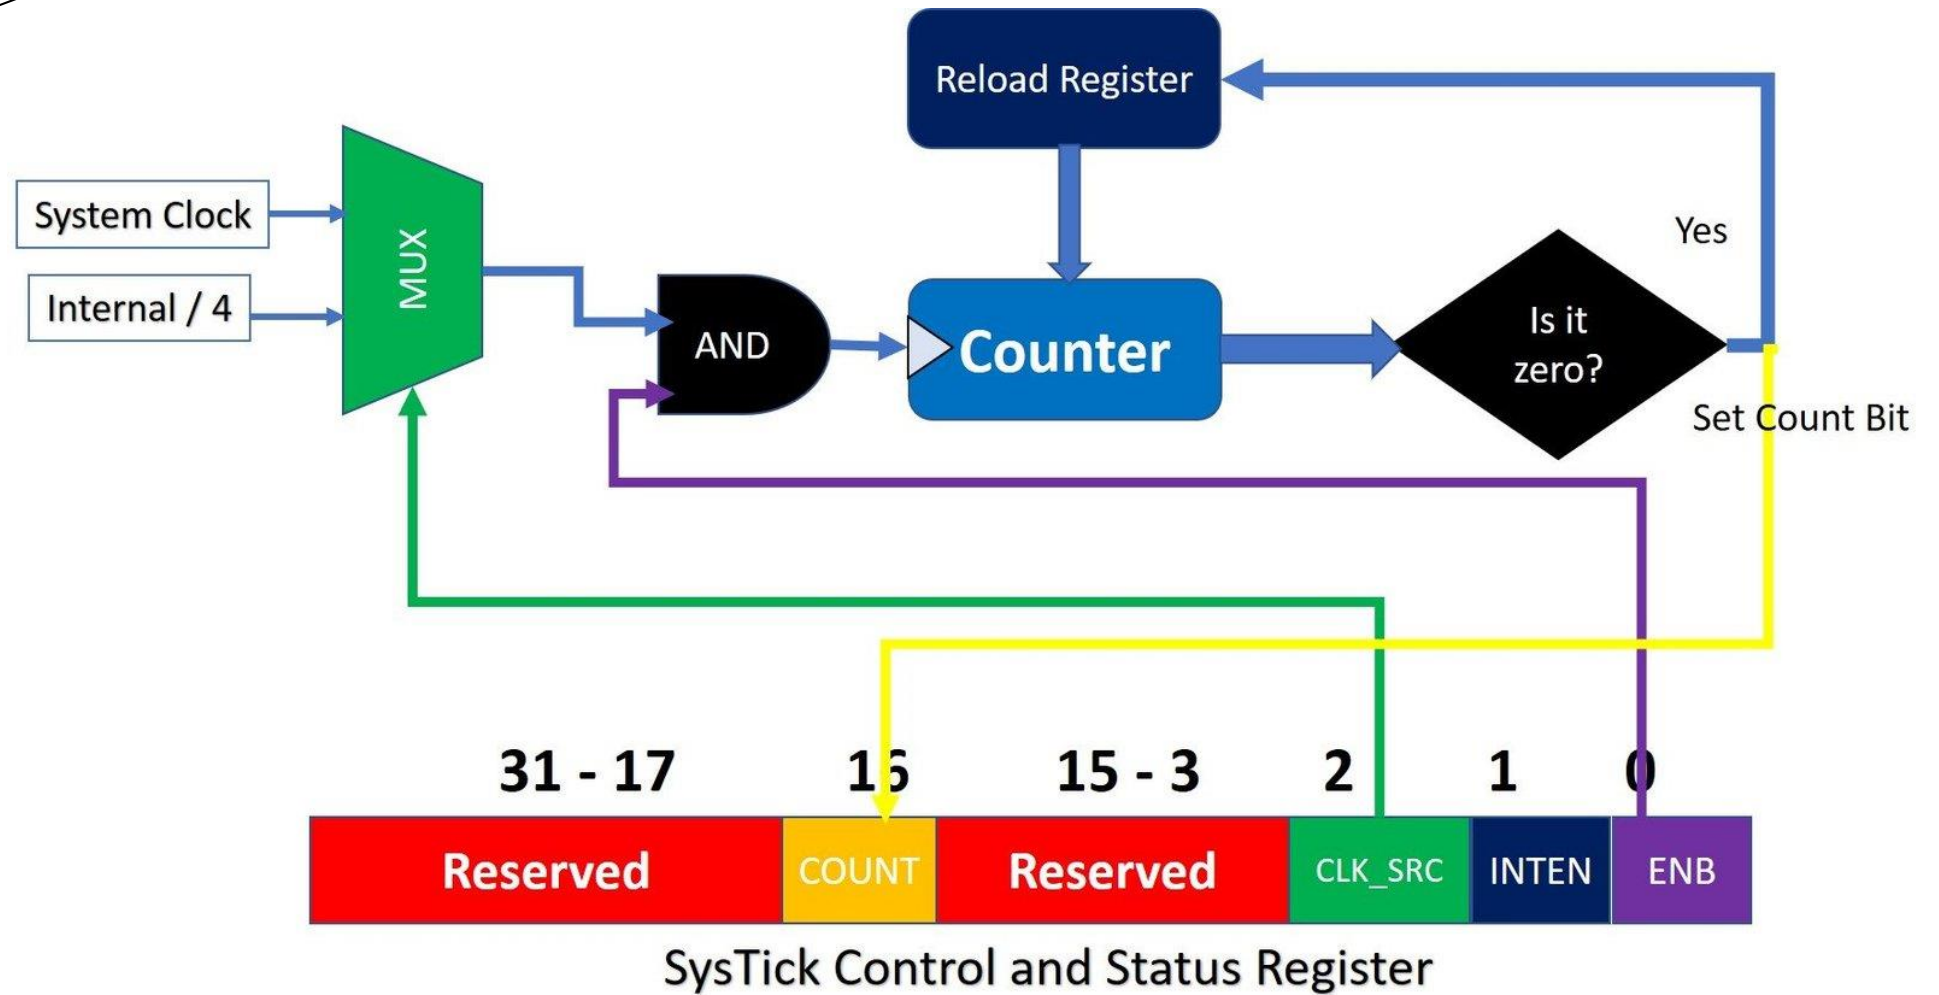 Reload Register
System Clock
Internal / 4
MUX
AND
Counter
Is it
zero?
Yes
Set Count Bit
31 - 17
16
15 - 3
2
1
0
Reserved
COUNT
Reserved
CLK_SRC
INTEN
ENB
SysTick Control and Status Register